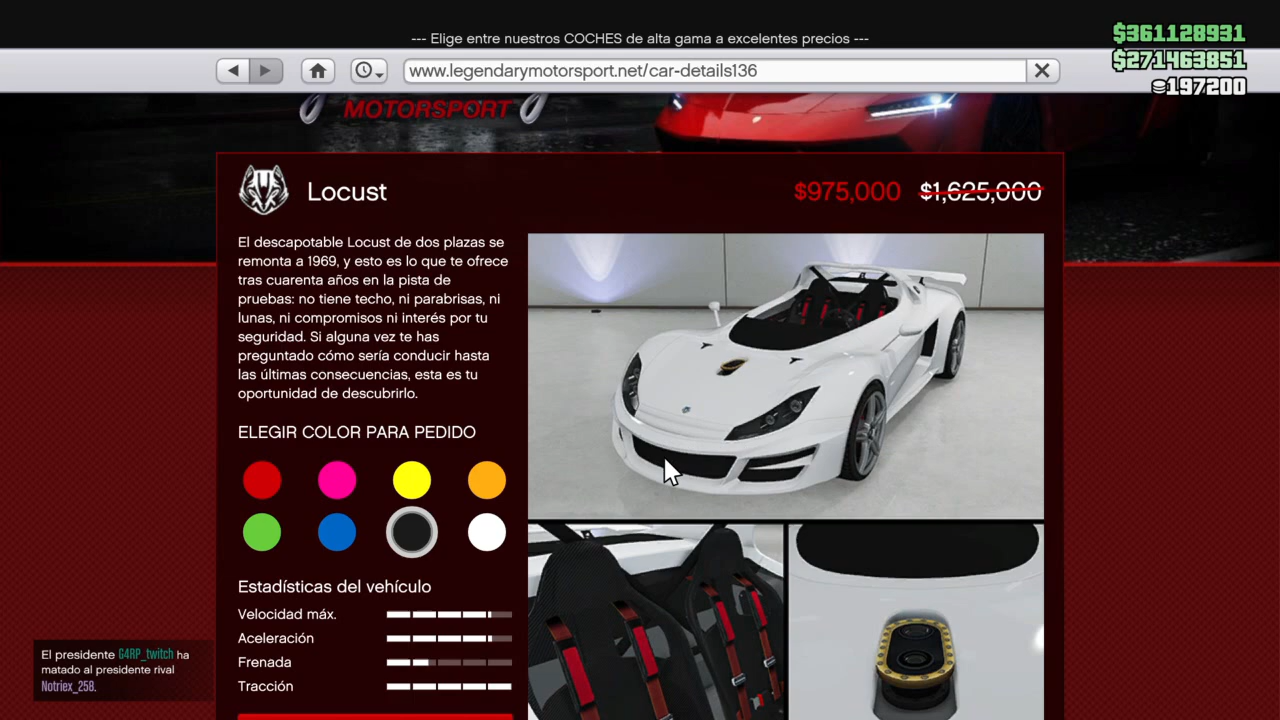 --- Elige entre nuestros COCHES de alta gama a excelentes precios ---
$361128931
www.legendarymotorsport.net/car-details136
$271463851
197200
MOTORSPORT
Locust
$975,000 $1,625,000
El descapotable Locust de dos plazas se
remonta a 1969, y esto es lo que te ofrece
tras cuarenta años en la pista de
pruebas: no tiene techo, ni parabrisas, ni
lunas, ni compromisos ni interés por tu
seguridad. Si alguna vez te has
preguntado cómo sería conducir hasta
las últimas consecuencias, esta es tu
oportunidad de descubrirlo.
ELEGIR COLOR PARA PEDIDO
Estadísticas del vehículo
Velocidad máx.
Aceleración
Frenada
Tracción
El presidente G4RP_twitch ha
matado al presidente rival
Notriex_258.